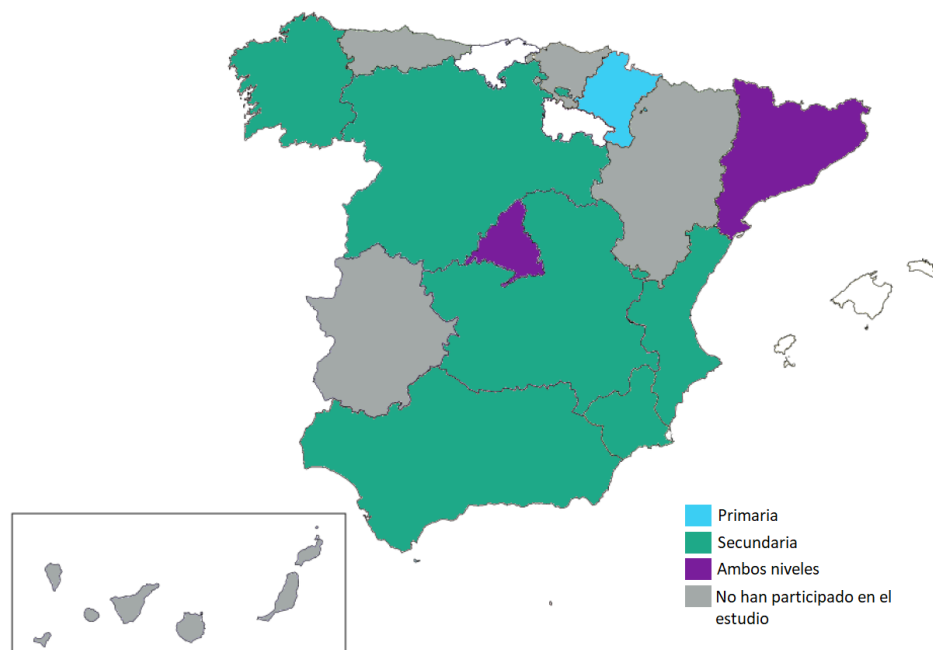 Primaria
Secundaria
Ambos niveles
No han participado en el
estudio